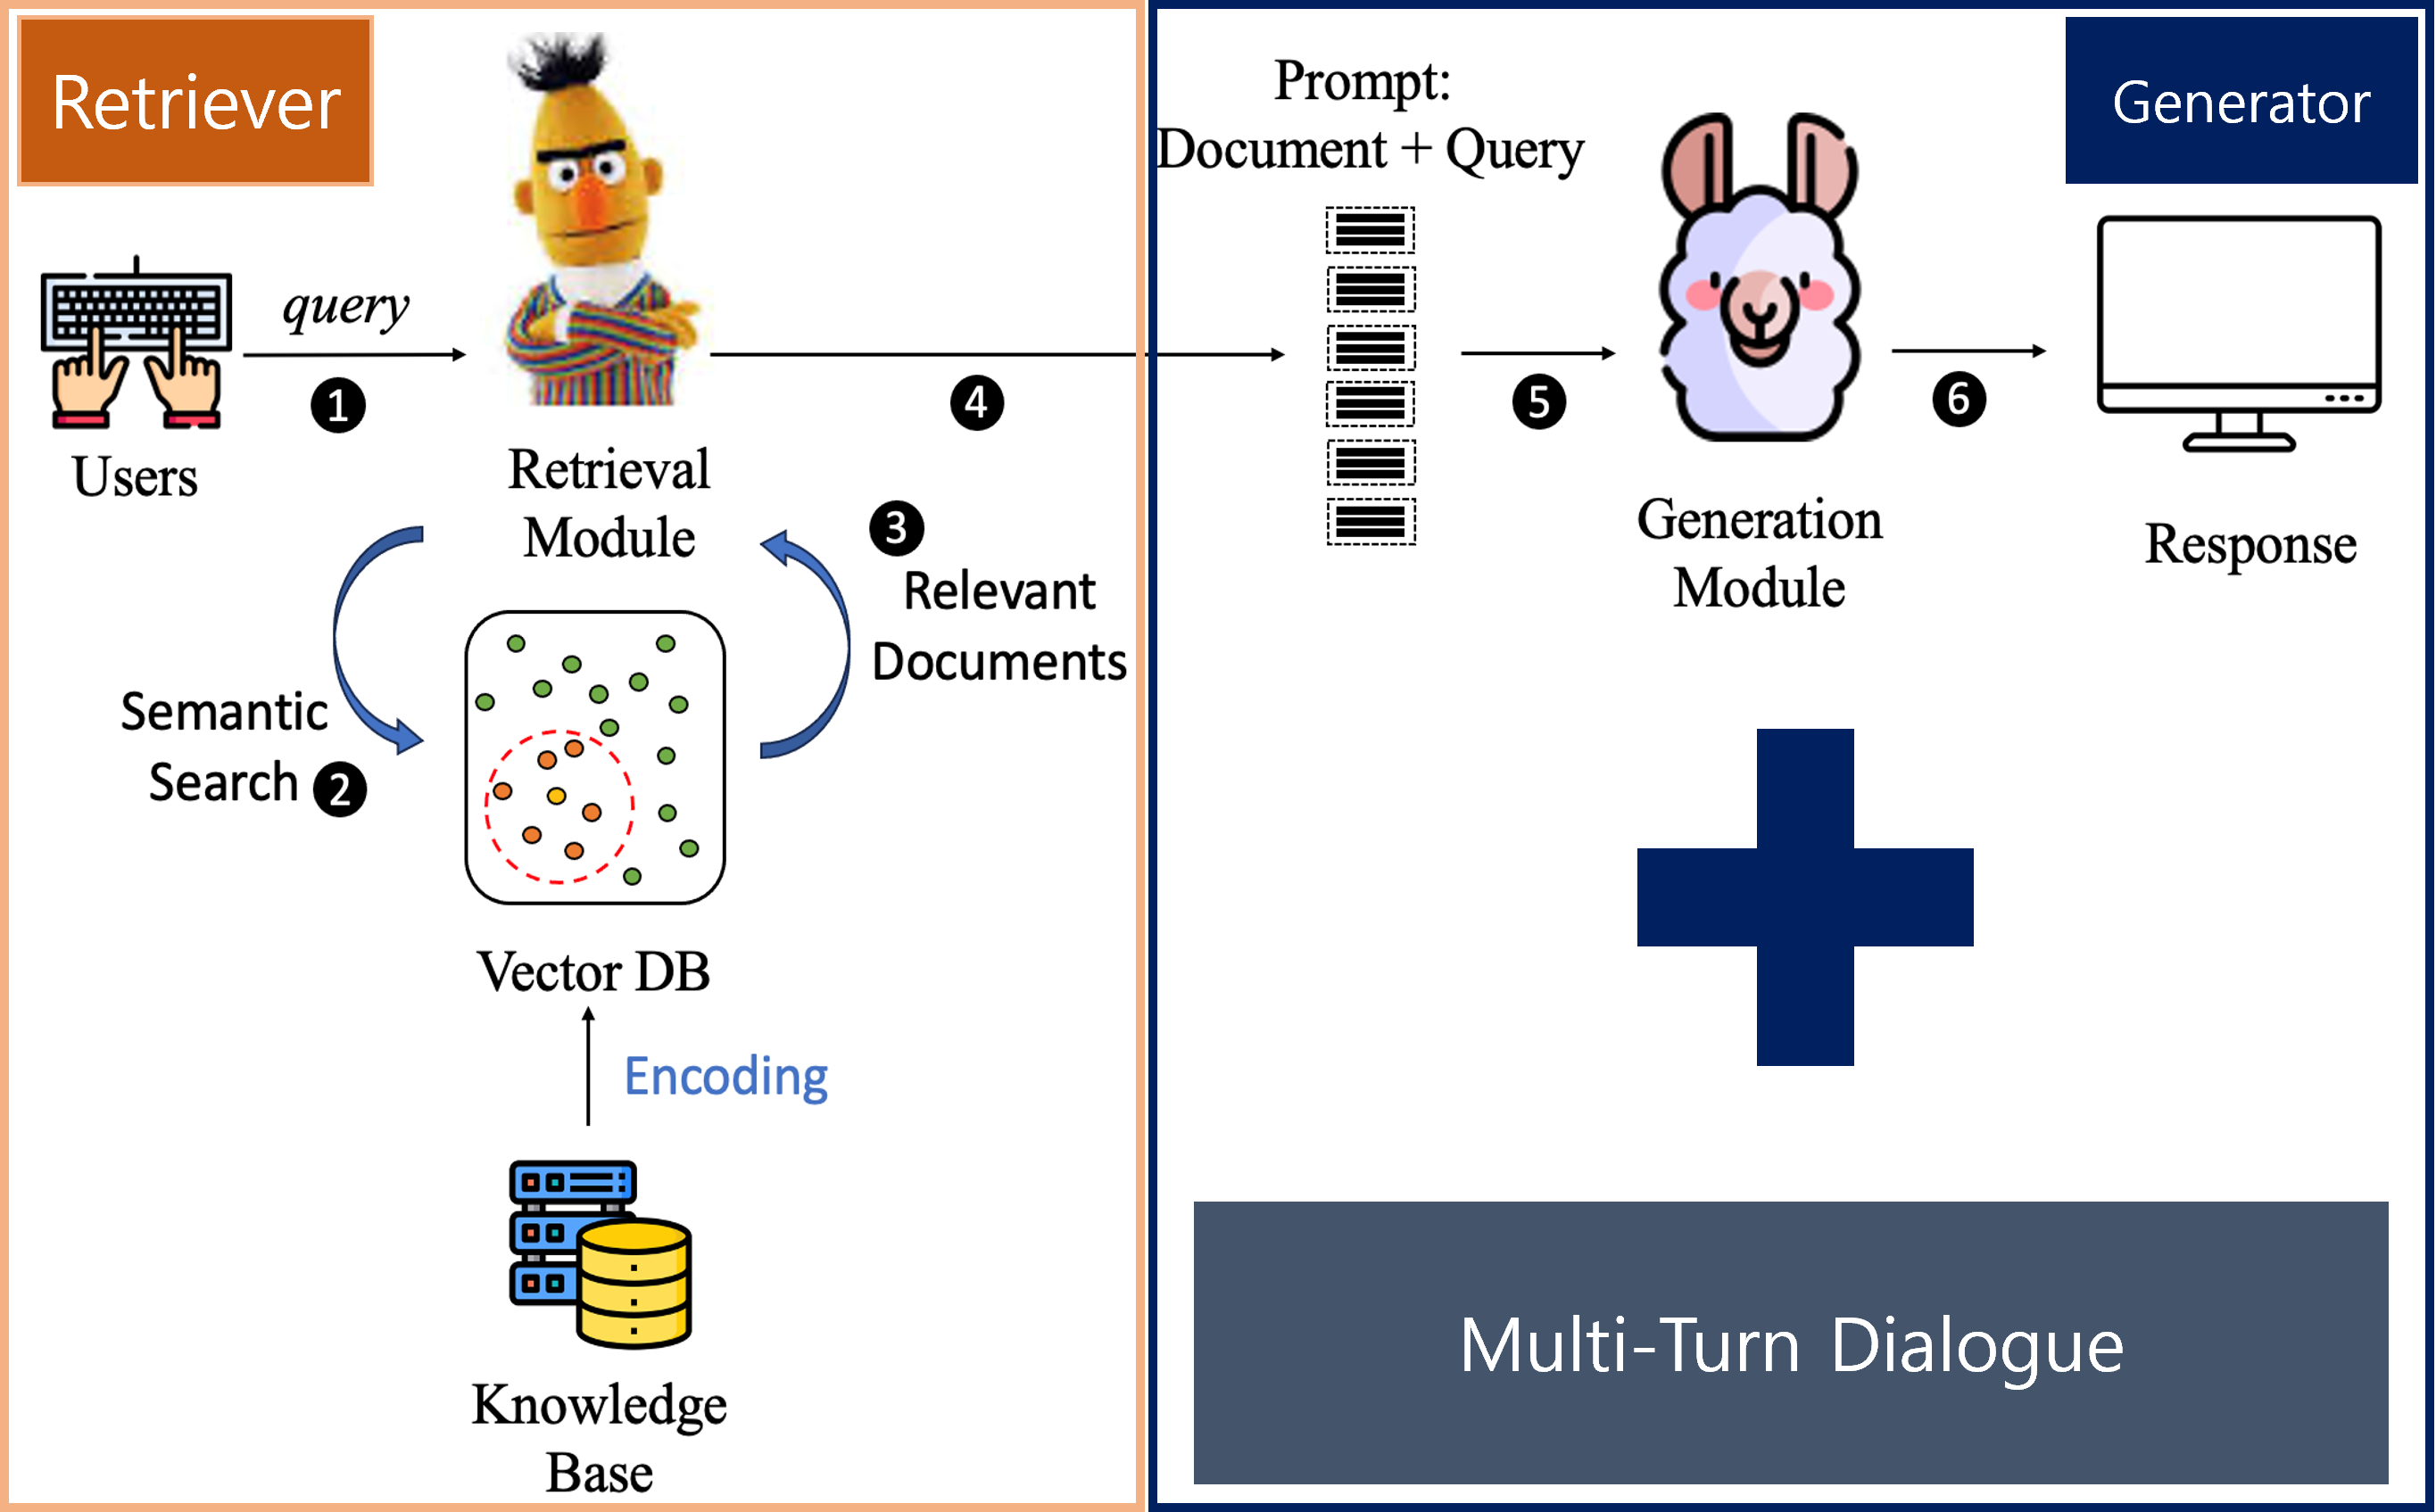 Retriever
query
1
Users
Retrieval
Module
Semantic
Search 2
3
Relevant
Documents
Vector DB
Encoding
Knowledge
Base
4
Generator
Prompt:
Document + Query
5
Generation
Module
6
Response
Multi-Turn Dialogue